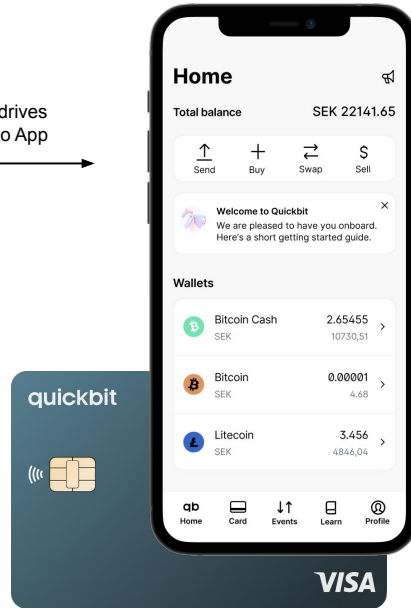 drives
to App
Home
Total balance SEK 22141.65
Send Buy Swap Sell
Welcome to Quickbit
We are pleased to have you onboard.
Here's a short getting started guide.
Wallets
Bitcoin Cash 2.65455
SEK 10730,51
Bitcoin 0.00001
SEK 4.68
Litecoin 3.456
SEK 4846,04
qb
Home Card Events Learn Profile
quickbit
VISA